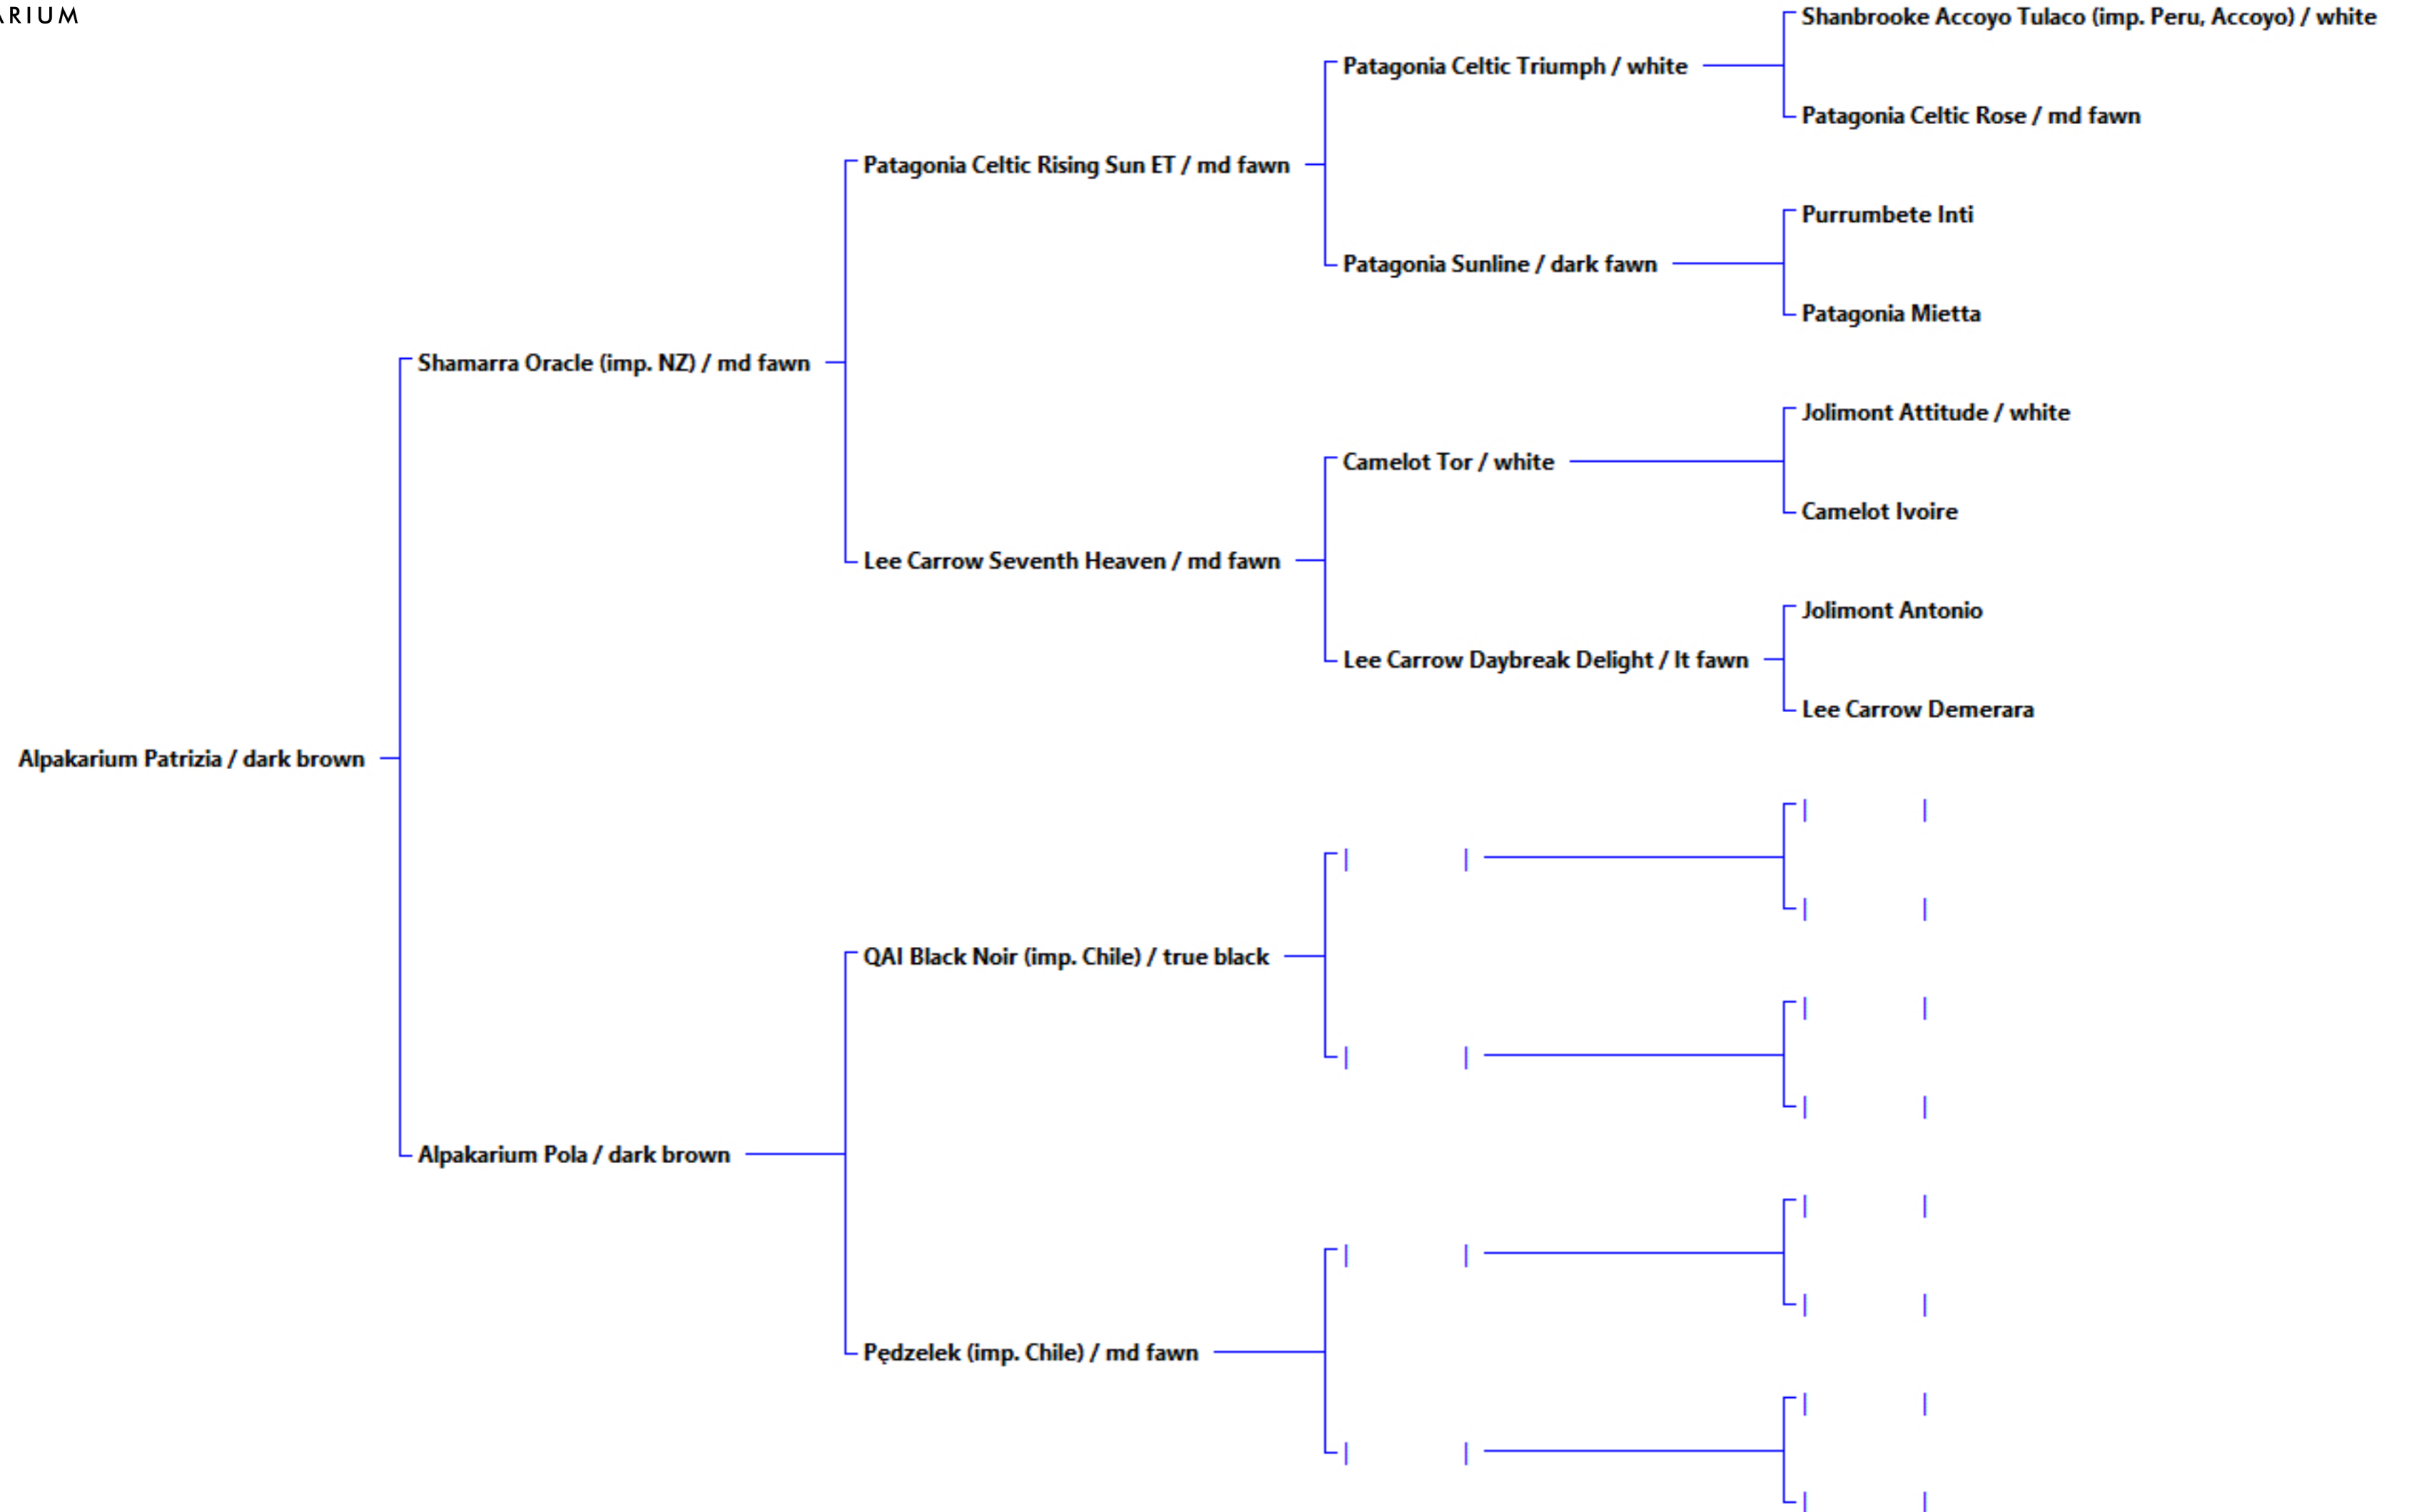 ARIUM
Shanbrooke Accoyo Tulaco (imp. Peru, Accoyo) / white
Patagonia Celtic Triumph / white
Patagonia Celtic Rose / md fawn
Patagonia Celtic Rising Sun ET / md fawn
Purrumbete Inti
Patagonia Sunline / dark fawn
Patagonia Mietta
Shamarra Oracle (imp. NZ) / md fawn
Jolimont Attitude / white
Camelot Tor / white
Camelot Ivoire
Lee Carrow Seventh Heaven / md fawn
Jolimont Antonio
Lee Carrow Daybreak Delight / lt fawn
Lee Carrow Demerara
Alpakarium Patrizia / dark brown
QAI Black Noir (imp. Chile) / true black
Alpakarium Pola / dark brown
Pędzelek (imp. Chile) / md fawn